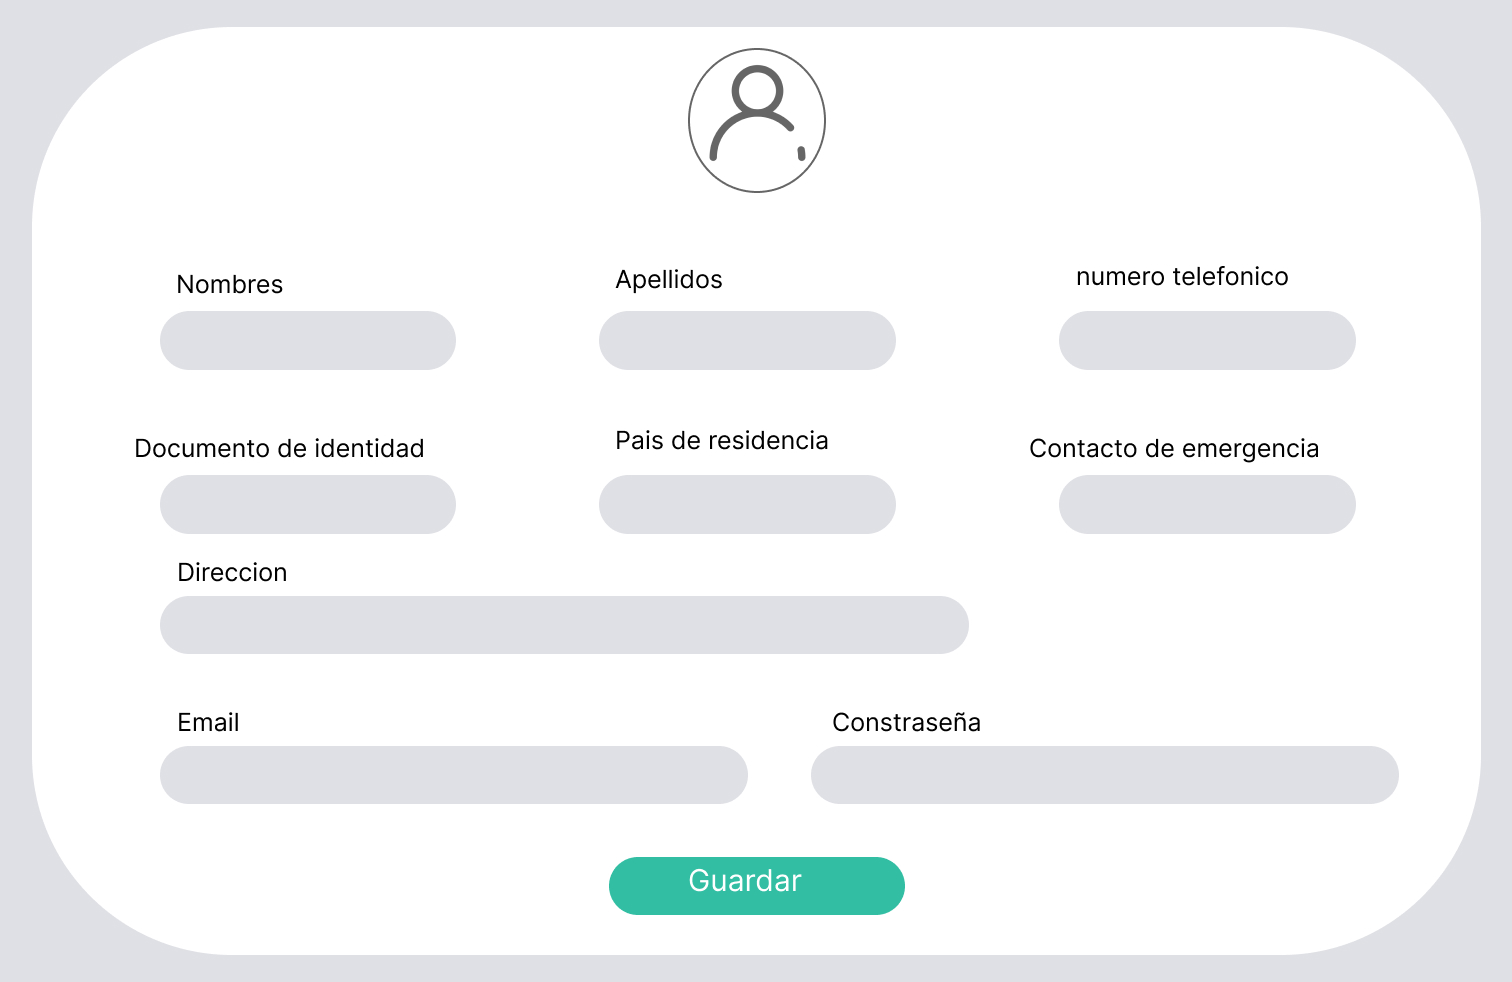 Nombres
Apellidos
numero telefonico
Documento de identidad
Pais de residencia
Contacto de emergencia
Direccion
Email
Constraseña
Guardar